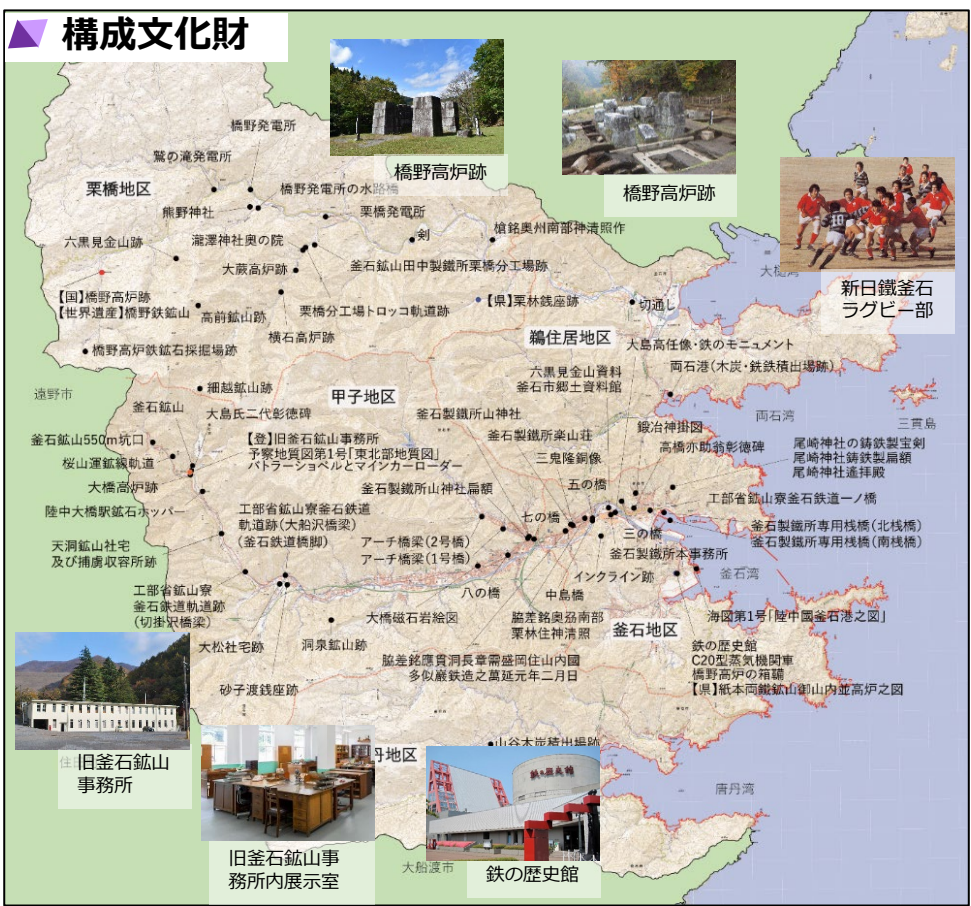 構成文化財
橋野高炉跡
橋野高炉跡
新日鐵釜石
ラグビー部
橋野発電所
鷲の滝発電所
栗橋地区
橋野発電所の水路橋
熊野神社
栗橋発電所
六黒見金山跡
瀧澤神社奥の院
剣
槍銘奥州南部神清照作
大蕨高炉跡
釜石鉱山田中製鐵所栗橋分工場跡
【国】橋野高炉跡
【世界遺産】橋野鉄鉱山
高前鉱山跡
栗橋分工場トロッコ軌道跡
【県】栗林銭座跡
切通し
横石高炉跡
鵜住居地区
大島高任像・鉄のモニュメント
橋野高炉鉄鉱石採掘場跡
六黒見金山資料
釜石市郷土資料館
両石港(木炭・銑鉄積出場跡)
遠野市
細越鉱山跡
甲子地区
両石湾
三貫島
釜石鉱山
大島氏二代彰徳碑
釜石製鐵所山神社
鍛冶神掛図
釜石鉱山550m坑口
【登】旧釜石鉱山事務所
予察地質図第1号「東北部地質図」
バトラーショベルとマインカーローダー
釜石製鐵所楽山荘
高橋亦助翁彰徳碑
尾崎神社の鋳鉄製宝剣
尾崎神社鋳鉄製扁額
尾崎神社遙拝殿
桜山運鉱線軌道
三鬼隆銅像
大橋高炉跡
釜石製鐵所山神社扁額
五の橋
工部省鉱山寮釜石鉄道一ノ橋
陸中大橋駅鉱石ホッパー
工部省鉱山寮釜石鉄道
軌道跡(大船沢橋梁)
(釜石鉄道橋脚)
七の橋
三の橋
釜石製鐵所専用桟橋(北桟橋)
釜石製鐵所専用桟橋(南桟橋)
天洞鉱山社宅
及び捕虜収容所跡
アーチ橋梁(2号橋)
アーチ橋梁(1号橋)
釜石製鐵所本事務所
釜石湾
インクライン跡
工部省鉱山寮
釜石鉄道軌道跡
(切掛沢橋梁)
八の橋
中島橋
大橋磁石岩絵図
脇差銘奥刕南部
栗林住神清照
釜石地区
海図第1号「陸中國釜石港之図」
大松社宅跡
洞泉鉱山跡
脇差銘應貫洞長章需盛岡住山内國
多似巌鉄造之萬延元年二月日
鉄の歴史館
C20型蒸気機関車
橋野高炉の箱鞴
【県】紙本両鐵鉱山御山内並高炉之図
砂子渡銭座跡
山谷木炭積出場跡
丹地区
旧釜石鉱山
事務所
鉄の歴史館
唐丹湾
旧釜石鉱山事
務所内展示室
大船渡市
鉄の歴史館